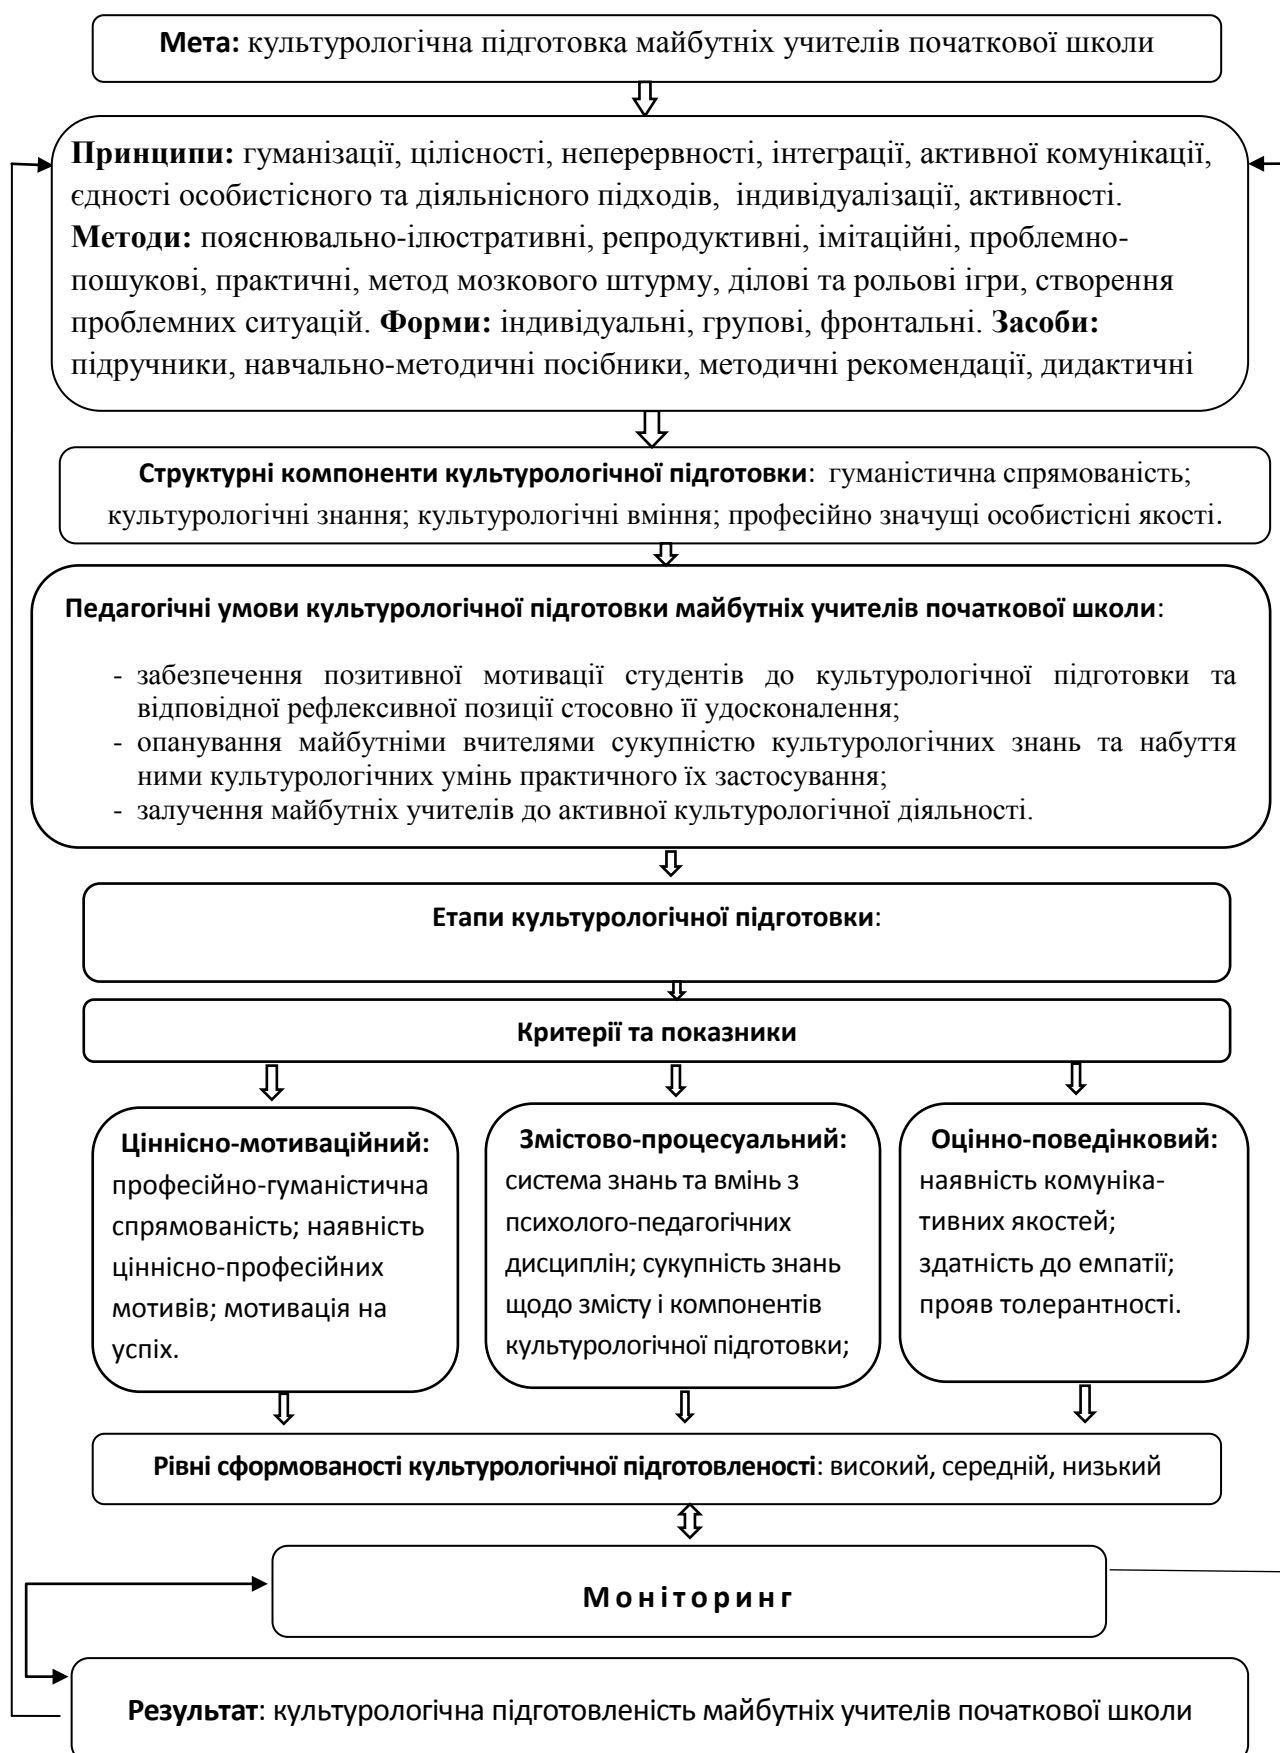 Мета: культурологічна підготовка майбутніх учителів початкової школи
Принципи: гуманізації, цілісності, неперервності, інтеграції, активної комунікації,
єдності особистісного та діяльнісного підходів, індивідуалізації, активності.
Методи: пояснювально-ілюстративні, репродуктивні, імітаційні, проблемно-
пошукові, практичні, метод мозкового штурму, ділові та рольові ігри, створення
проблемних ситуацій. Форми: індивідуальні, групові, фронтальні. Засоби:
підручники, навчально-методичні посібники, методичні рекомендації, дидактичні
Структурні компоненти культурологічної підготовки: гуманістична спрямованість;
культурологічні знання; культурологічні вміння; професійно значущі особистісні якості.
Педагогічні умови культурологічної підготовки майбутніх учителів початкової школи:
- забезпечення позитивної мотивації студентів до культурологічної підготовки та
відповідної рефлексивної позиції стосовно її удосконалення;
- опанування майбутніми вчителями сукупністю культурологічних знань та набуття
ними культурологічних умінь практичного їх застосування;
- залучення майбутніх учителів до активної культурологічної діяльності.
Етапи культурологічної підготовки:
Критерії та показники
Ціннісно-мотиваційний:
професійно-гуманістична
спрямованість; наявність
ціннісно-професійних
мотивів; мотивація на
успіх.
Змістово-процесуальний:
система знань та вмінь з
психолого-педагогічних
дисциплін; сукупність знань
щодо змісту і компонентів
культурологічної підготовки;
Оцінно-поведінковий:
наявність комуніка-
тивних якостей;
здатність до емпатії;
прояв толерантності.
Рівні сформованості культурологічної підготовленості: високий, середній, низький
Моніторинг
Результат: культурологічна підготовленість майбутніх учителів початкової школи